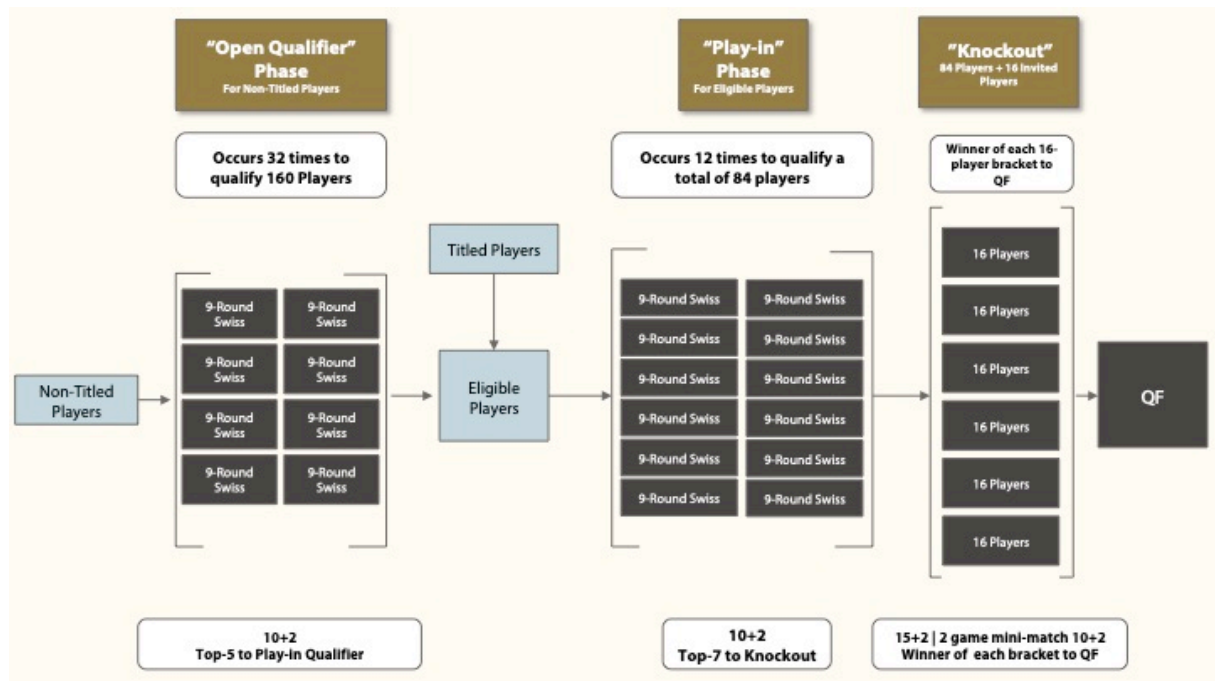 “Open Qualifier”
Phase
For Non-Titled Players
“Play-in”
Phase
For Eligible Players
“Knockout”
84 Players + 16 Invited
Players
Occurs 32 times to
qualify 160 Players
Occurs 12 times to qualify a
total of 84 players
Winner of each 16-
player bracket to
QF
Non-Titled
Players
9-Round
Swiss
9-Round
Swiss
9-Round
Swiss
9-Round
Swiss
9-Round
Swiss
9-Round
Swiss
9-Round
Swiss
9-Round
Swiss
Titled Players
Eligible
Players
9-Round Swiss
9-Round Swiss
9-Round Swiss
9-Round Swiss
9-Round Swiss
9-Round Swiss
9-Round Swiss
9-Round Swiss
9-Round Swiss
9-Round Swiss
9-Round Swiss
9-Round Swiss
16 Players
16 Players
16 Players
16 Players
16 Players
16 Players
QF
10+2
Top-5 to Play-in Qualifier
10+2
Top-7 to Knockout
15+2 | 2 game mini-match 10+2
Winner of each bracket to QF